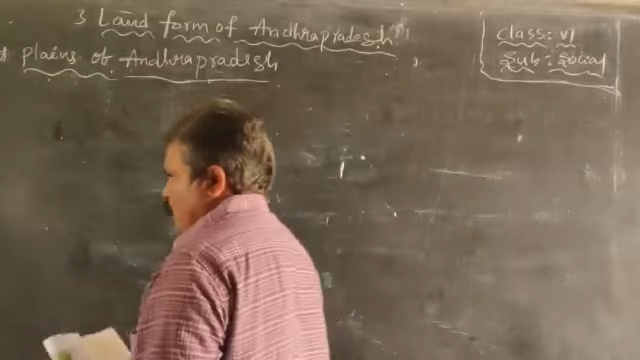 3 Land form of Andhrapradesh
plains of Andhrapradesh
class: VI
Sub: Social